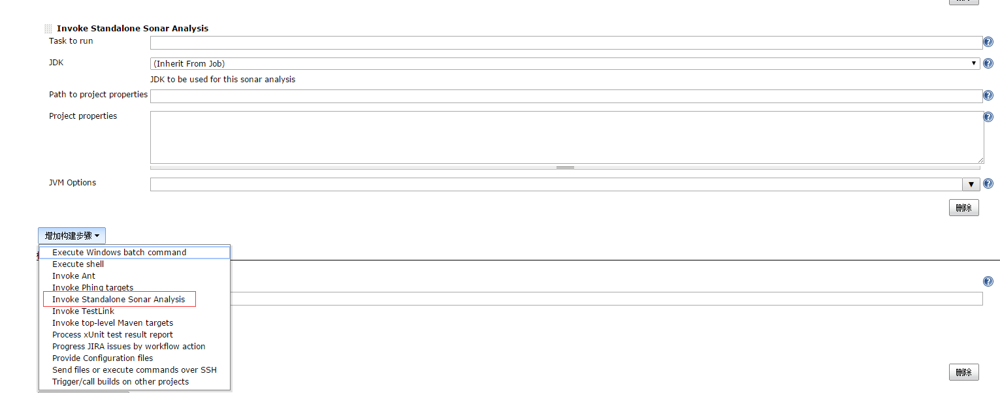 Invoke Standalone Sonar Analysis
Task to run
JDK
(Inherit From Job)
JDK to be used for this sonar analysis
Path to project properties
Project properties
JVM Options
删除
增加构建步骤
Execute Windows batch command
Execute shell
Invoke Ant
Invoke Phing targets
Invoke Standalone Sonar Analysis
Invoke TestLink
Invoke top-level Maven targets
Process xUnit test result report
Progress JIRA issues by workflow action
Provide Configuration files
Send files or execute commands over SSH
Trigger/call builds on other projects
删除